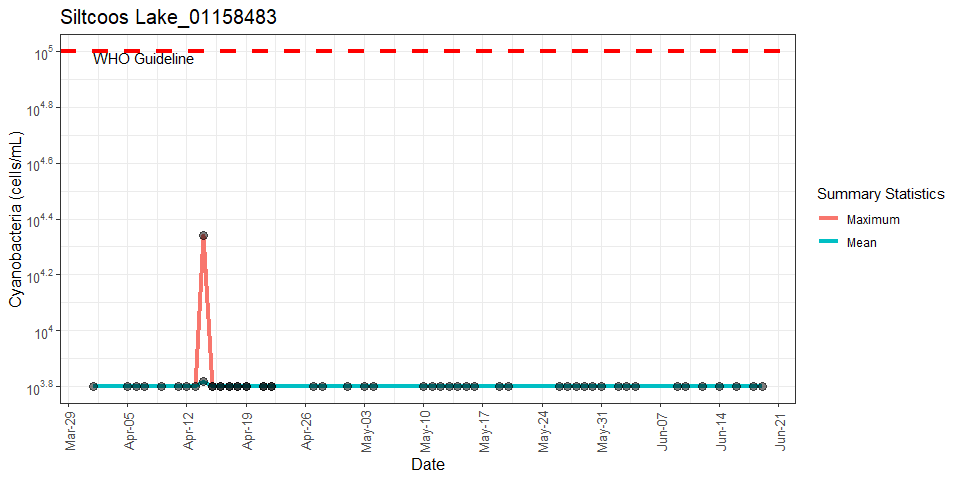 Siltcoos Lake_01158483
10^5
WHO Guideline
10^4.8
10^4.6
10^4.4
10^4.2
10^4
10^3.8
Cyanobacteria (cells/mL)
Mar-29
Apr-05
Apr-12
Apr-19
Apr-26
May-03
May-10
May-17
May-24
May-31
Jun-07
Jun-14
Jun-21
Date
Summary Statistics
Maximum
Mean